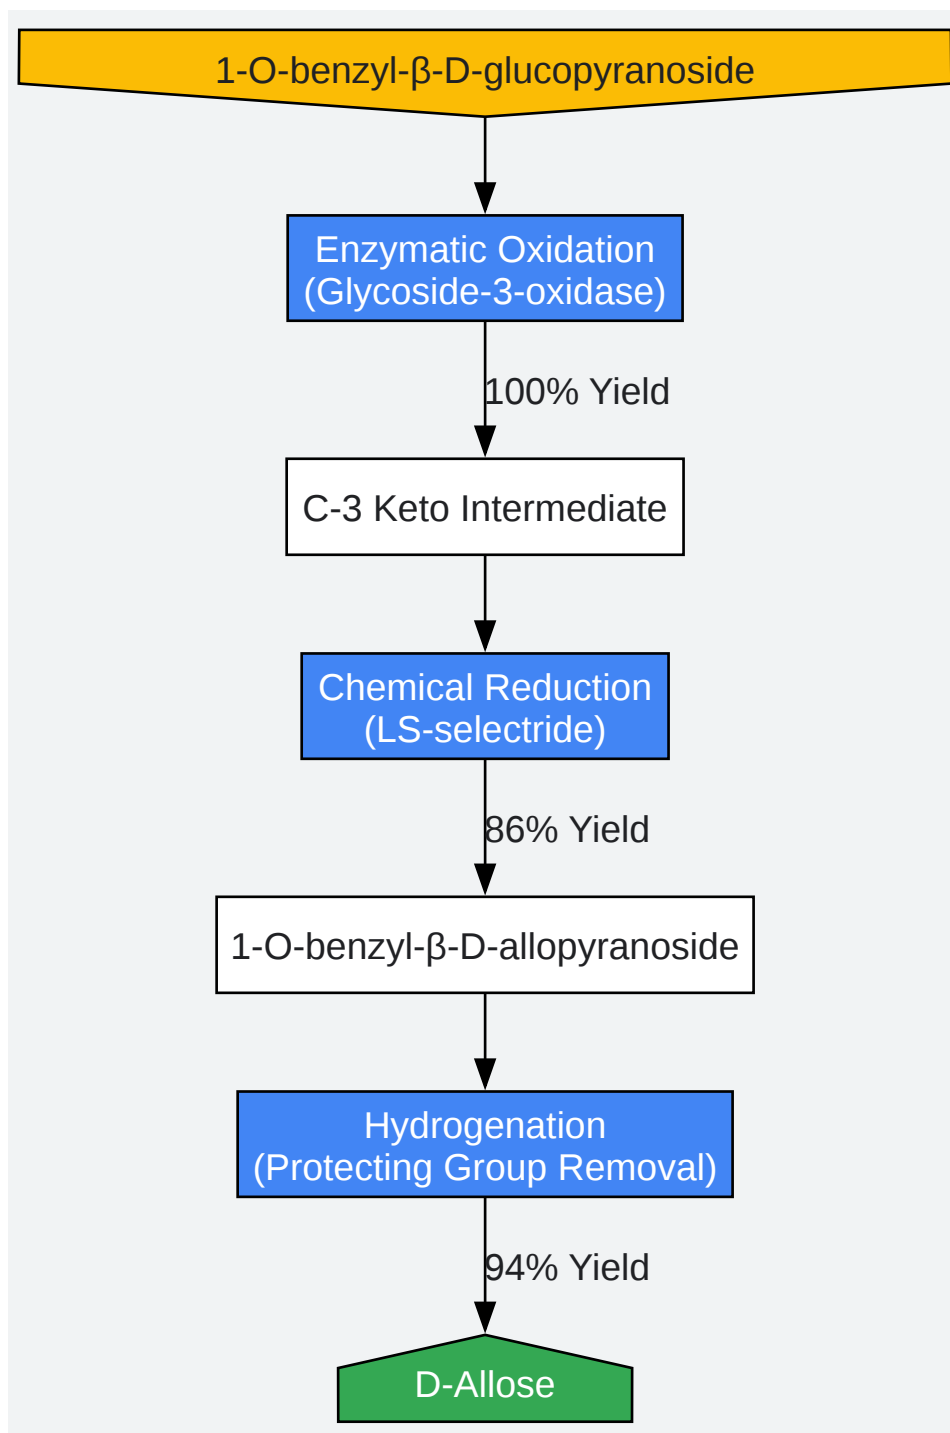 1-O-benzyl-β-D-glucopyranoside
Enzymatic Oxidation
(Glycoside-3-oxidase)
100% Yield
C-3 Keto Intermediate
Chemical Reduction
(LS-selectride)
86% Yield
1-O-benzyl-β-D-allopyranoside
Hydrogenation
(Protecting Group Removal)
94% Yield
D-Allose